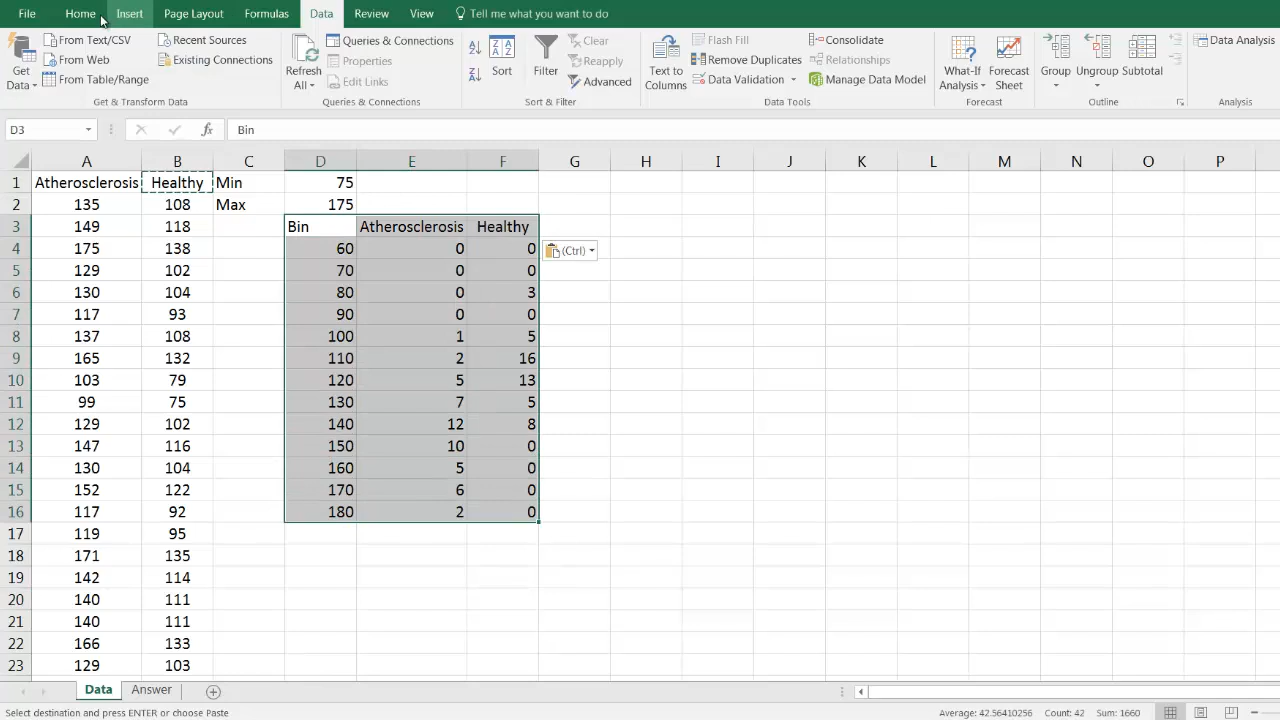 File Home Insert Page Layout Formulas Data Review View Tell me what you want to do
From Text/CSV Recent Sources Queries & Connections Clear Flash Fill Consolidate Data Analysis
From Web Existing Connections Properties Reapply Remove Duplicates Relationships
Get Data From Table/Range Refresh All Edit Links Sort Filter Advanced Text to Columns Data Validation Manage Data Model What-If Analysis Forecast Sheet Group Ungroup Subtotal
Get & Transform Data Queries & Connections Sort & Filter Data Tools Forecast Outline Analysis
D3 fx Bin
A B C D E F G H I J K L M N O P
1 Atherosclerosis Healthy Min 75
2 135 108 Max 175
3 149 118 Bin Atherosclerosis Healthy
4 175 138 60 0 0 (Ctrl)
5 129 102 70 0 0
6 130 104 80 0 3
7 117 93 90 0 0
8 137 108 100 1 5
9 165 132 110 2 16
10 103 79 120 5 13
11 99 75 130 7 5
12 129 102 140 12 8
13 147 116 150 10 0
14 130 104 160 5 0
15 152 122 170 6 0
16 117 92 180 2 0
17 119 95
18 171 135
19 142 114
20 140 111
21 140 111
22 166 133
23 129 103
Data Answer
Select destination and press ENTER or choose Paste Average: 42.56410256 Count: 42 Sum: 1660